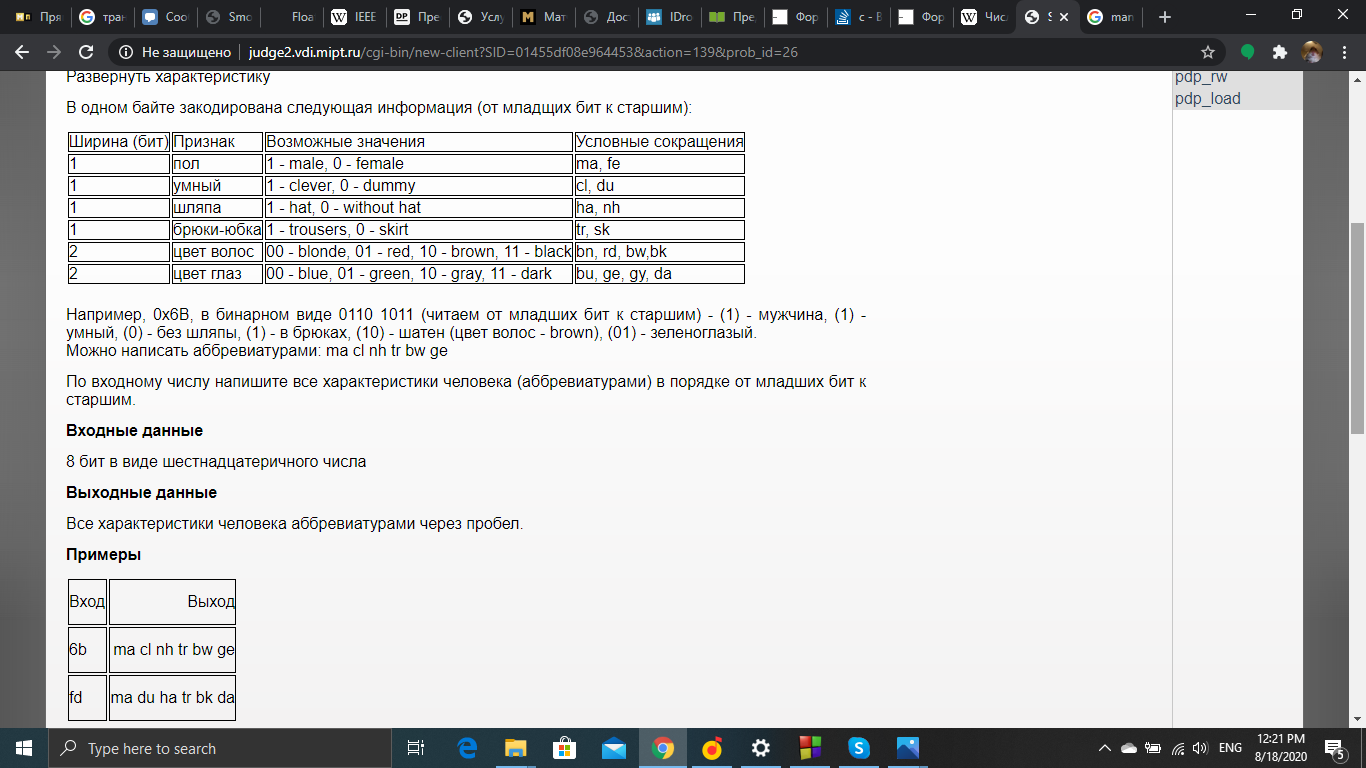 Пря
тран
Coo
Smo
Floa
IEEE
DP Пре
Услу
Мат
Дос
IDro
Пре
Фор
c - B
Фор
Числ
S
man
Не защищено | judge2.vdi.mipt.ru/cgi-bin/new-client?SID=01455df08e964453&action=139&prob_id=26
Развернуть характеристику
pdp_rw
pdp_load
В одном байте закодирована следующая информация (от младщих бит к старшим):
Ширина (бит) Признак Возможные значения Условные сокращения
1 пол 1 - male, 0 - female ma, fe
1 умный 1 - clever, 0 - dummy cl, du
1 шляпа 1 - hat, 0 - without hat ha, nh
1 брюки-юбка 1 - trousers, 0 - skirt tr, sk
2 цвет волос 00 - blonde, 01 - red, 10 - brown, 11 - black bn, rd, bw,bk
2 цвет глаз 00 - blue, 01 - green, 10 - gray, 11 - dark bu, ge, gy, da
Например, 0x6B, в бинарном виде 0110 1011 (читаем от младших бит к старшим) - (1) - мужчина, (1) -
умный, (0) - без шляпы, (1) - в брюках, (10) - шатен (цвет волос - brown), (01) - зеленоглазый.
Можно написать аббревиатурами: ma cl nh tr bw ge
По входному числу напишите все характеристики человека (аббревиатурами) в порядке от младших бит к
старшим.
Входные данные
8 бит в виде шестнадцатеричного числа
Выходные данные
Все характеристики человека аббревиатурами через пробел.
Примеры
Вход Выход
6b ma cl nh tr bw ge
fd ma du ha tr bk da
Type here to search
ENG
12:21 PM
8/18/2020
5